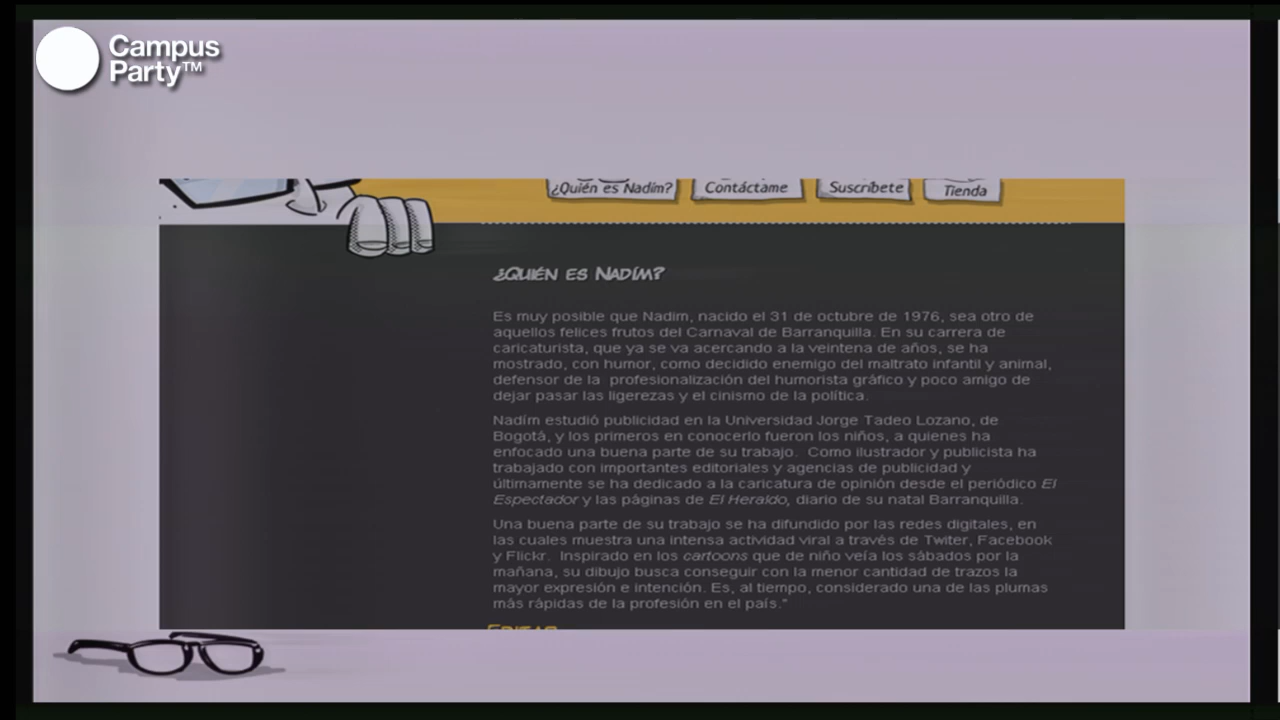 Campus
Party™
¿Quién es Nadím?
Contáctame
Suscríbete
Tienda
¿QUIÉN ES NADÍM?
Es muy posible que Nadim, nacido el 31 de octubre de 1976, sea otro de
aquellos felices frutos del Carnaval de Barranquilla. En su carrera de
caricaturista, que ya se va acercando a la veintena de años, se ha
mostrado, con humor, como decidido enemigo del maltrato infantil y animal,
defensor de la profesionalización del humorista gráfico y poco amigo de
dejar pasar las ligerezas y el cinismo de la política.
Nadím estudió publicidad en la Universidad Jorge Tadeo Lozano, de
Bogotá, y los primeros en conocerlo fueron los niños, a quienes ha
enfocado una buena parte de su trabajo. Como ilustrador y publicista ha
trabajado con importantes editoriales y agencias de publicidad y
últimamente se ha dedicado a la caricatura de opinión desde el periódico El
Espectador y las páginas de El Heraldo, diario de su natal Barranquilla.
Una buena parte de su trabajo se ha difundido por las redes digitales, en
las cuales muestra una intensa actividad viral a través de Twiter, Facebook
y Flickr. Inspirado en los cartoons que de niño veía los sábados por la
mañana, su dibujo busca conseguir con la menor cantidad de trazos la
mayor expresión e intención. Es, al tiempo, considerado una de las plumas
más rápidas de la profesión en el país."